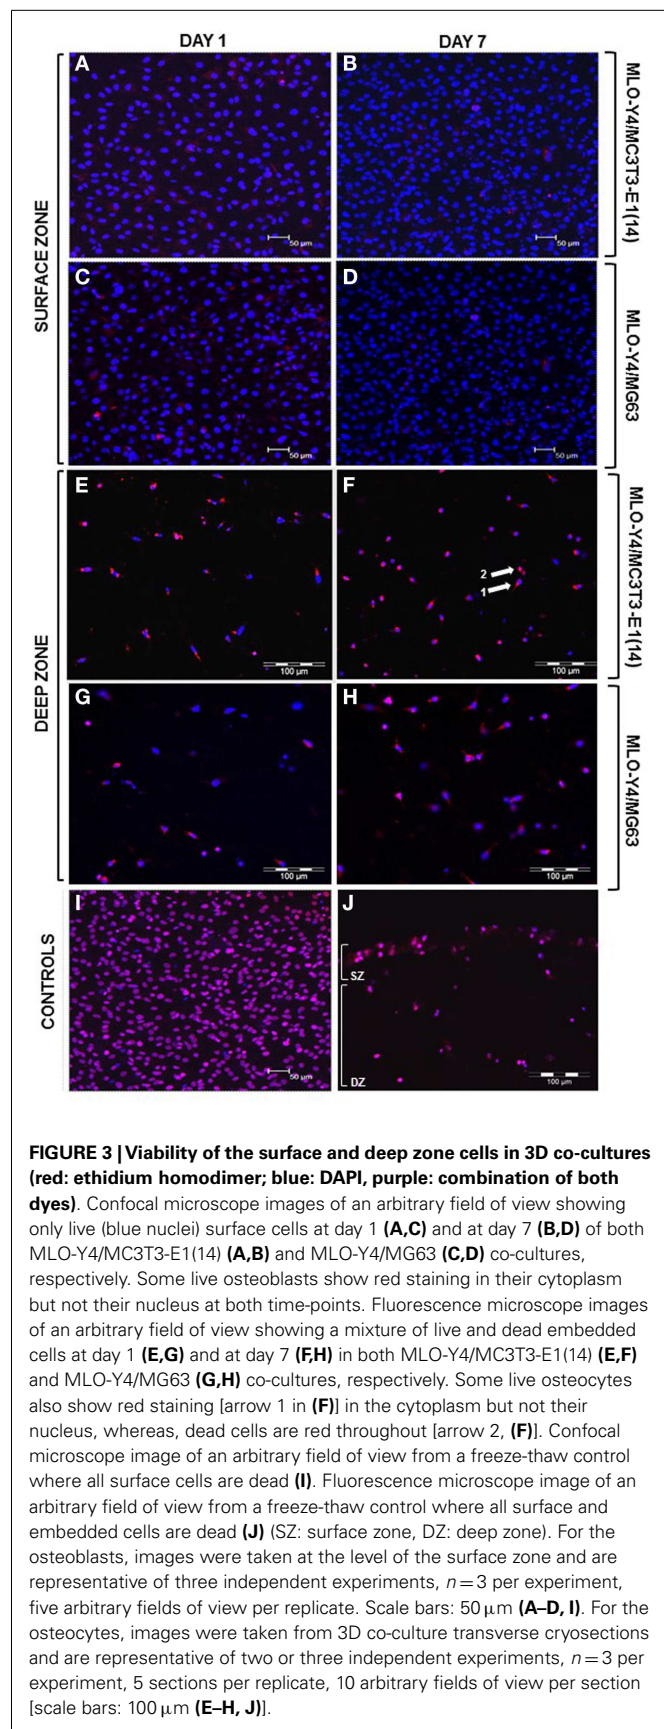 DAY 1
DAY 7
A
B
50 µm
50 µm
MLO-Y4/MC3T3-E1(14)
SURFACE ZONE
C
D
50 µm
50 µm
MLO-Y4/MG63
E
F
2
1
100 µm
100 µm
MLO-Y4/MC3T3-E1(14)
DEEP ZONE
G
H
100 µm
100 µm
MLO-Y4/MG63
I
J
CONTROLS
SZ
DZ
50 µm
100 µm
FIGURE 3 | Viability of the surface and deep zone cells in 3D co-cultures
(red: ethidium homodimer; blue: DAPI, purple: combination of both
dyes). Confocal microscope images of an arbitrary field of view showing
only live (blue nuclei) surface cells at day 1 (A,C) and at day 7 (B,D) of both
MLO-Y4/MC3T3-E1(14) (A,B) and MLO-Y4/MG63 (C,D) co-cultures,
respectively. Some live osteoblasts show red staining in their cytoplasm
but not their nucleus at both time-points. Fluorescence microscope images
of an arbitrary field of view showing a mixture of live and dead embedded
cells at day 1 (E,G) and at day 7 (F,H) in both MLO-Y4/MC3T3-E1(14) (E,F)
and MLO-Y4/MG63 (G,H) co-cultures, respectively. Some live osteocytes
also show red staining [arrow 1 in (F)] in the cytoplasm but not their
nucleus, whereas, dead cells are red throughout [arrow 2, (F)]. Confocal
microscope image of an arbitrary field of view from a freeze-thaw control
where all surface cells are dead (I). Fluorescence microscope image of an
arbitrary field of view from a freeze-thaw control where all surface and
embedded cells are dead (J) (SZ: surface zone, DZ: deep zone). For the
osteoblasts, images were taken at the level of the surface zone and are
representative of three independent experiments, n = 3 per experiment,
five arbitrary fields of view per replicate. Scale bars: 50 µm (A–D, I). For the
osteocytes, images were taken from 3D co-culture transverse cryosections
and are representative of two or three independent experiments, n = 3 per
experiment, 5 sections per replicate, 10 arbitrary fields of view per section
[scale bars: 100 µm (E–H, J)].